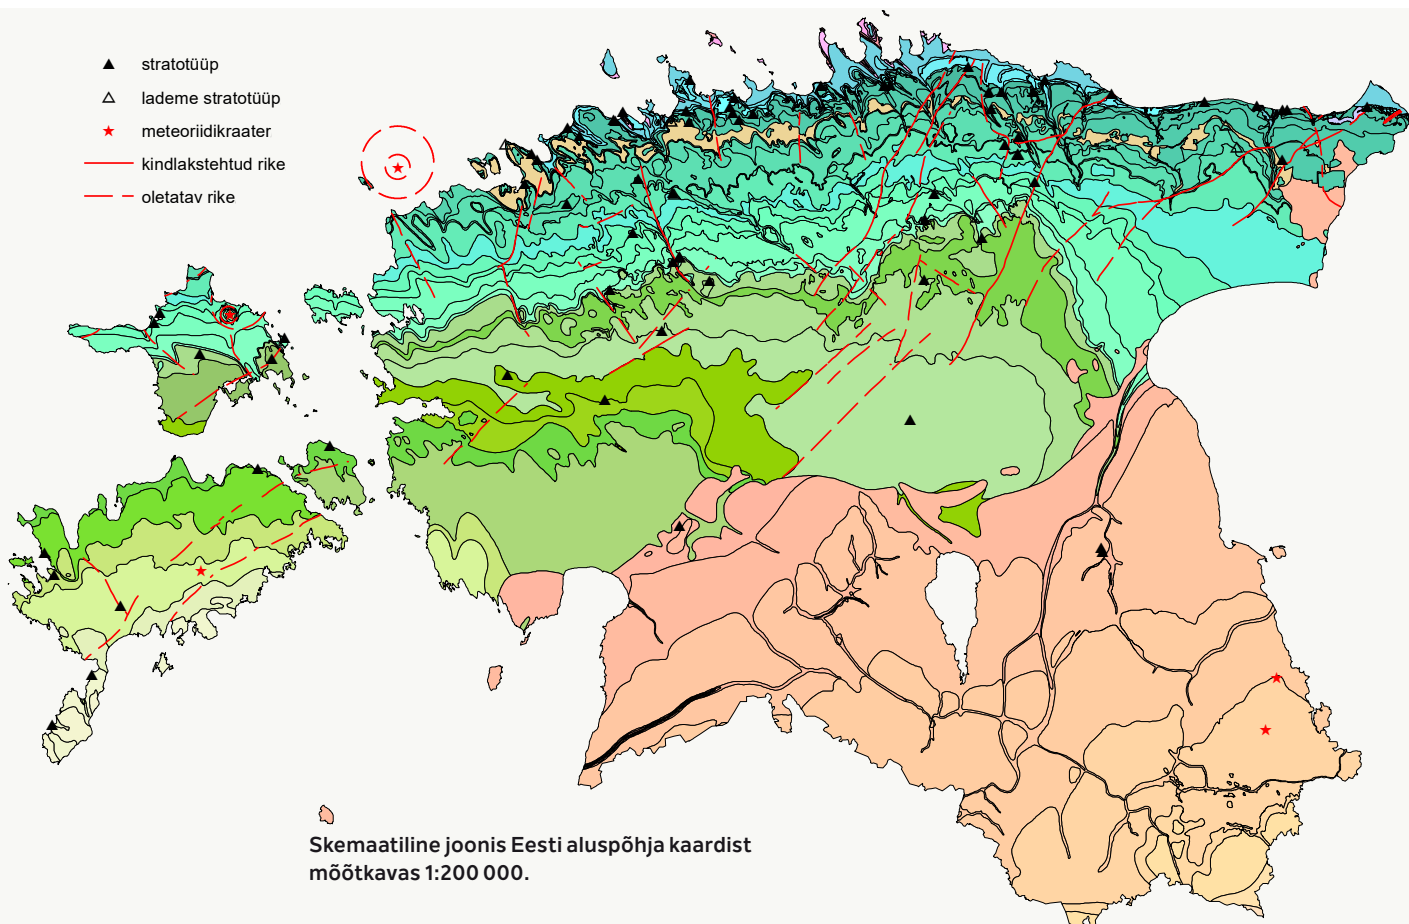 stratotüüp
lademe stratotüüp
meteoriidikraater
kindlakstehtud rike
oletatav rike
Skemaatiline joonis Eesti aluspõhja kaardist
mõõtkavas 1:200 000.